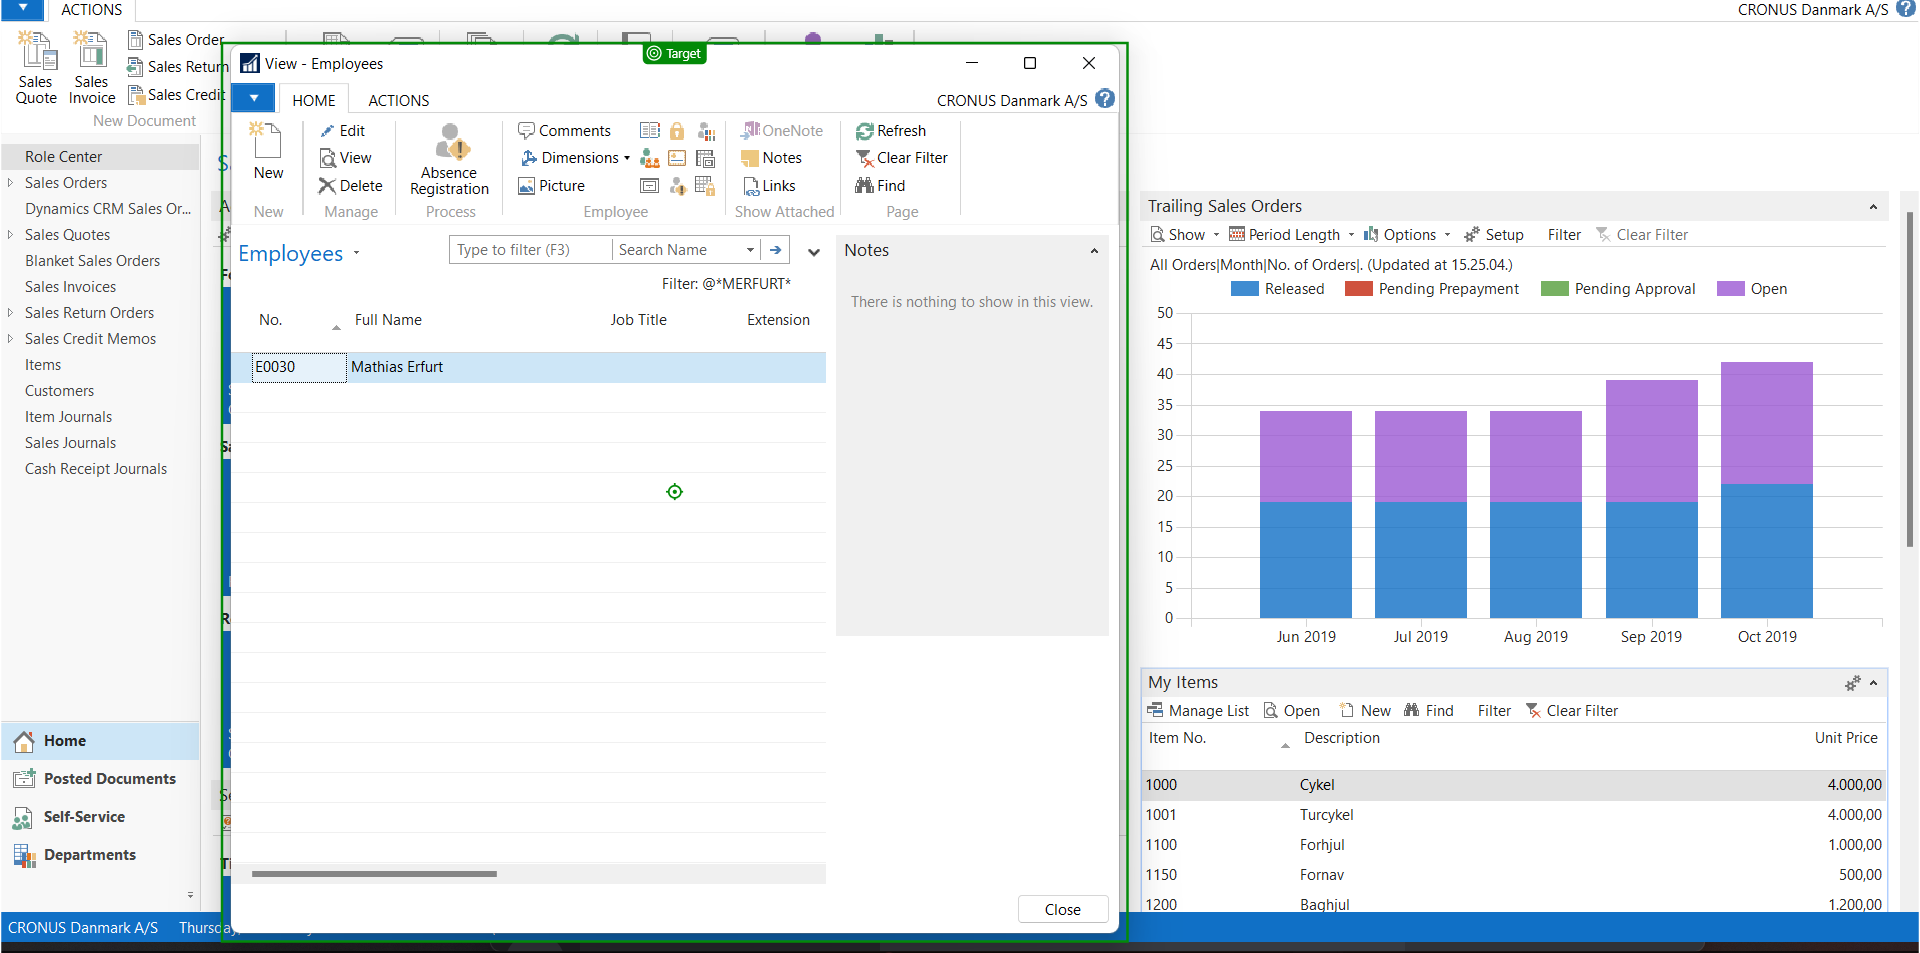 ACTIONS
CRONUS Danmark A/S
Sales Quote
Sales Invoice
Sales Order
Sales Return
Sales Credit
New Document
Target
View - Employees
HOME
ACTIONS
CRONUS Danmark A/S
New
Edit
View
Delete
Absence Registration
Comments
Dimensions
Picture
OneNote
Notes
Links
Refresh
Clear Filter
Find
New
Manage
Process
Employee
Show Attached
Page
Role Center
Sales Orders
Dynamics CRM Sales Or...
Sales Quotes
Blanket Sales Orders
Sales Invoices
Sales Return Orders
Sales Credit Memos
Items
Customers
Item Journals
Sales Journals
Cash Receipt Journals
Home
Posted Documents
Self-Service
Departments
Employees
Type to filter (F3)
Search Name
Filter: @*MERFURT*
No.
Full Name
Job Title
Extension
E0030
Mathias Erfurt
Notes
There is nothing to show in this view.
Close
Trailing Sales Orders
Show
Period Length
Options
Setup
Filter
Clear Filter
All Orders|Month|No. of Orders|. (Updated at 15.25.04.)
Released
Pending Prepayment
Pending Approval
Open
50
45
40
35
30
25
20
15
10
5
0
Jun 2019
Jul 2019
Aug 2019
Sep 2019
Oct 2019
My Items
Manage List
Open
New
Find
Filter
Clear Filter
Item No.
Description
Unit Price
1000 Cykel 4.000,00
1001 Turcykel 4.000,00
1100 Forhjul 1.000,00
1150 Fornav 500,00
1200 Baghjul 1.200,00
CRONUS Danmark A/S
Thursday,